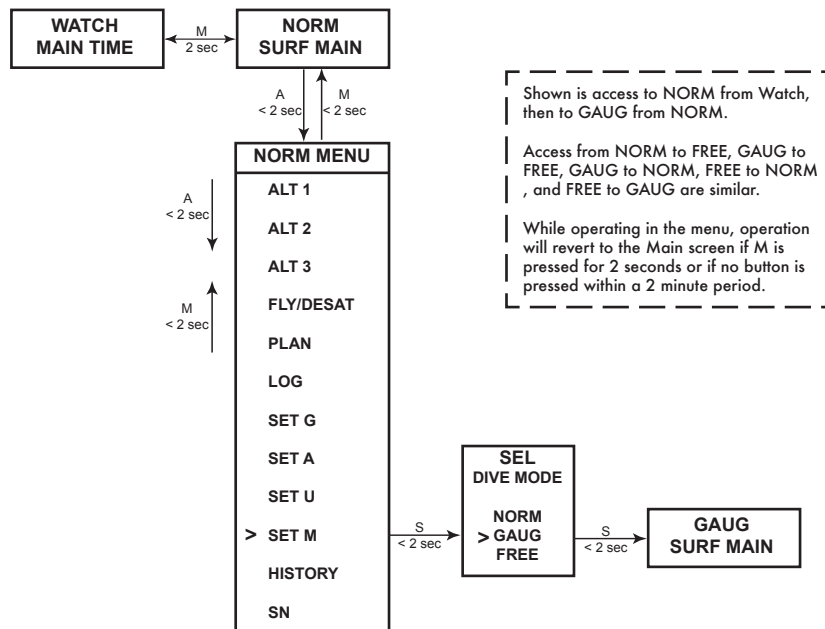 WATCH
MAIN TIME
M
2 sec
NORM
SURF MAIN
A
< 2 sec
M
< 2 sec
Shown is access to NORM from Watch,
then to GAUG from NORM.
Access from NORM to FREE, GAUG to
FREE, GAUG to NORM, FREE to NORM
, and FREE to GAUG are similar.
While operating in the menu, operation
will revert to the Main screen if M is
pressed for 2 seconds or if no button is
pressed within a 2 minute period.
NORM MENU
A
< 2 sec
M
< 2 sec
ALT 1
ALT 2
ALT 3
FLY/DESAT
PLAN
LOG
SET G
SET A
SET U
> SET M
HISTORY
SN
S
< 2 sec
SEL
DIVE MODE
NORM
> GAUG
FREE
S
< 2 sec
GAUG
SURF MAIN